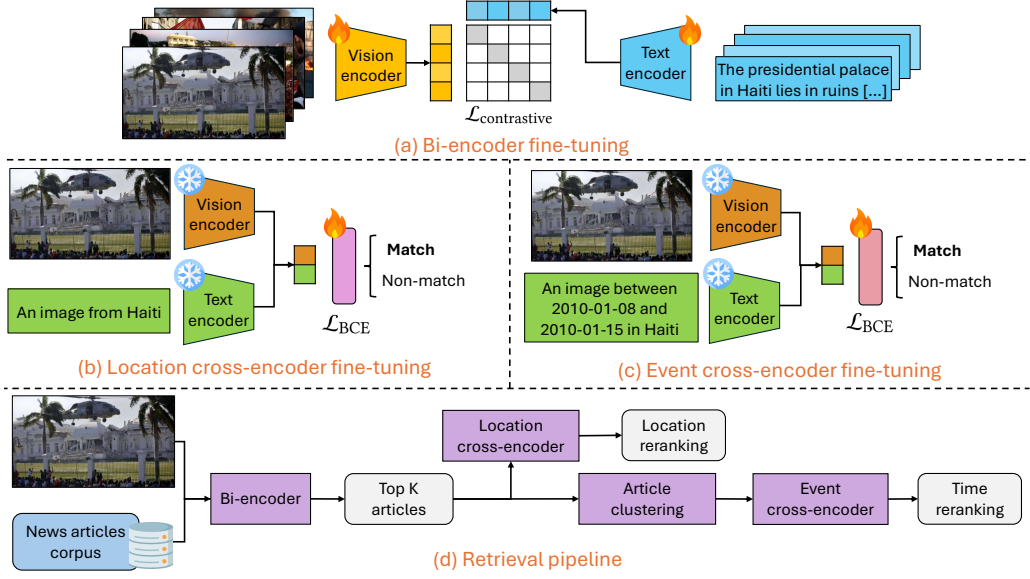 Vision
encoder
Text
encoder
The presidential palace
in Haiti lies in ruins [...]
ℒcontrastive
(a) Bi-encoder fine-tuning
Vision
encoder
Match
Non-match
An image from Haiti
Text
encoder
ℒBCE
(b) Location cross-encoder fine-tuning
Vision
encoder
Match
Non-match
An image between
2010-01-08 and
2010-01-15 in Haiti
Text
encoder
ℒBCE
(c) Event cross-encoder fine-tuning
Location
cross-encoder
Location
reranking
Bi-encoder
Top K
articles
Article
clustering
Event
cross-encoder
Time
reranking
News articles
corpus
(d) Retrieval pipeline